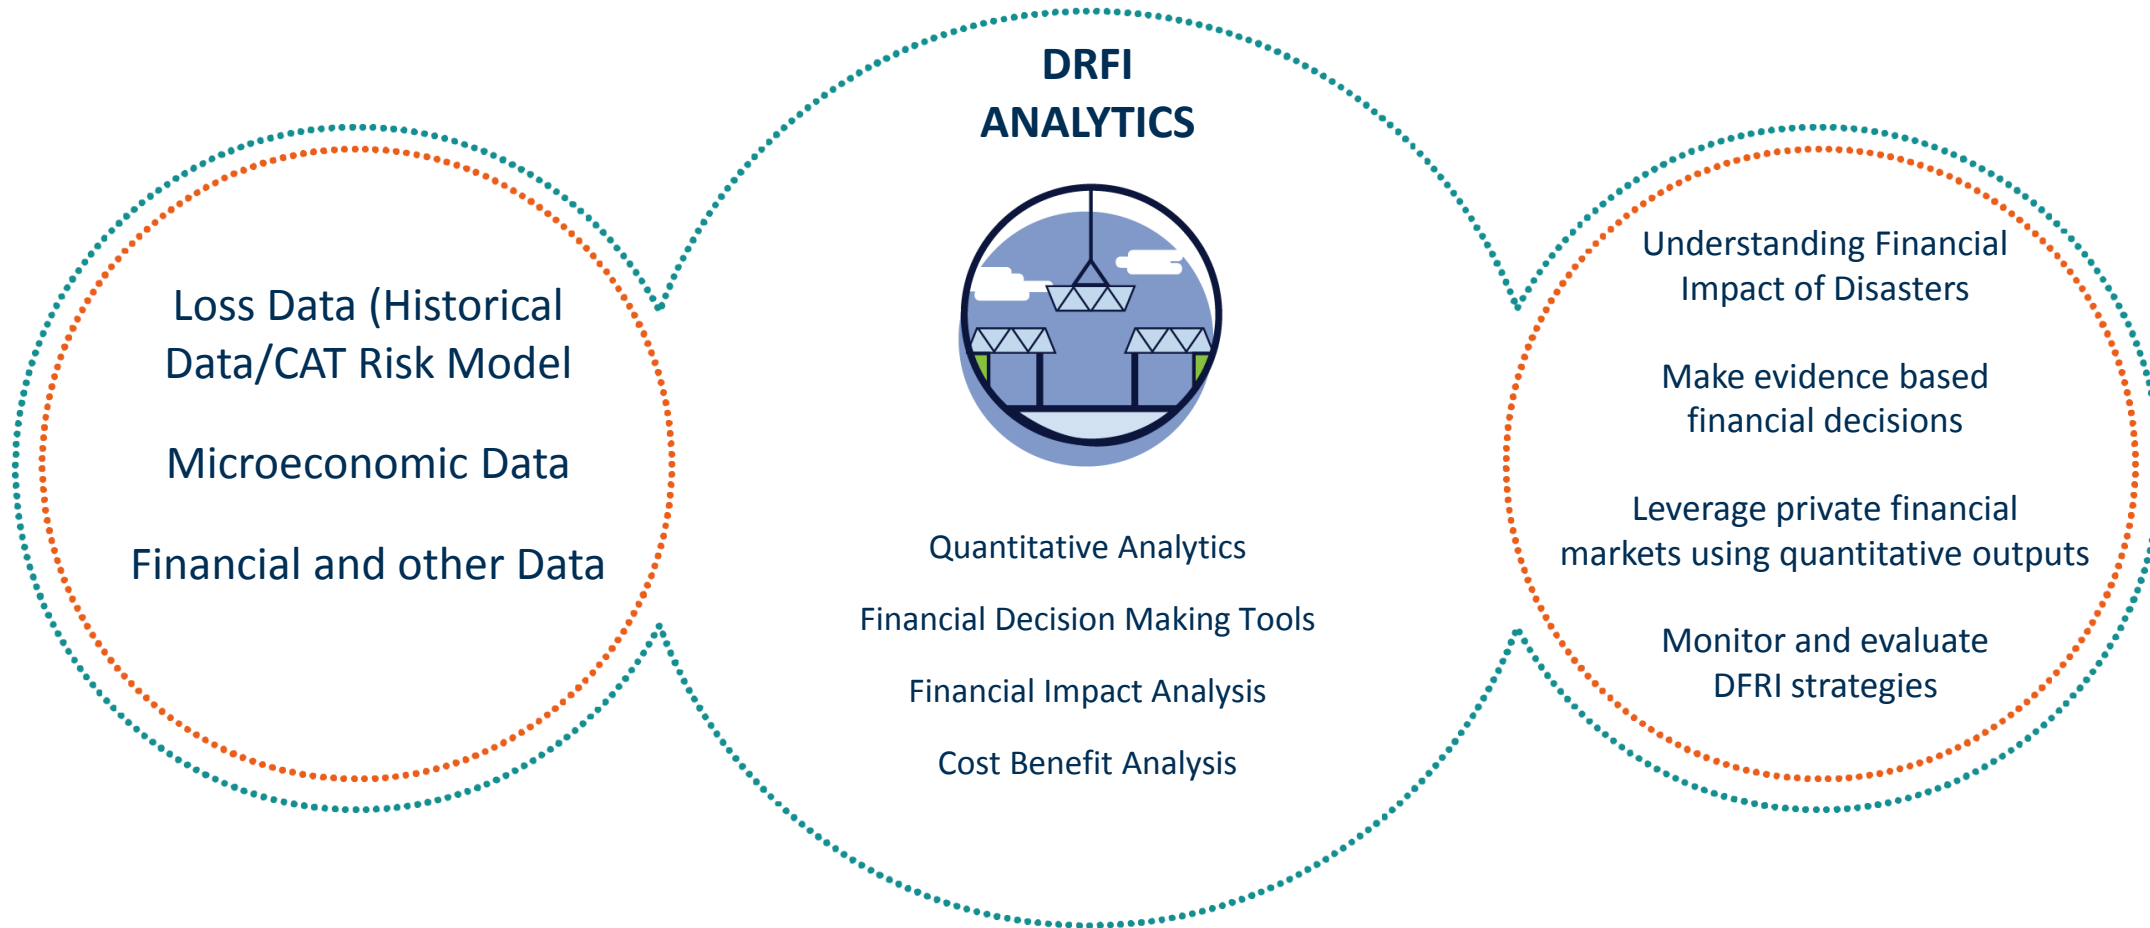 Loss Data (Historical
Data/CAT Risk Model
Microeconomic Data
Financial and other Data
DRFI
ANALYTICS
Quantitative Analytics
Financial Decision Making Tools
Financial Impact Analysis
Cost Benefit Analysis
Understanding Financial
Impact of Disasters
Make evidence based
financial decisions
Leverage private financial
markets using quantitative outputs
Monitor and evaluate
DFRI strategies